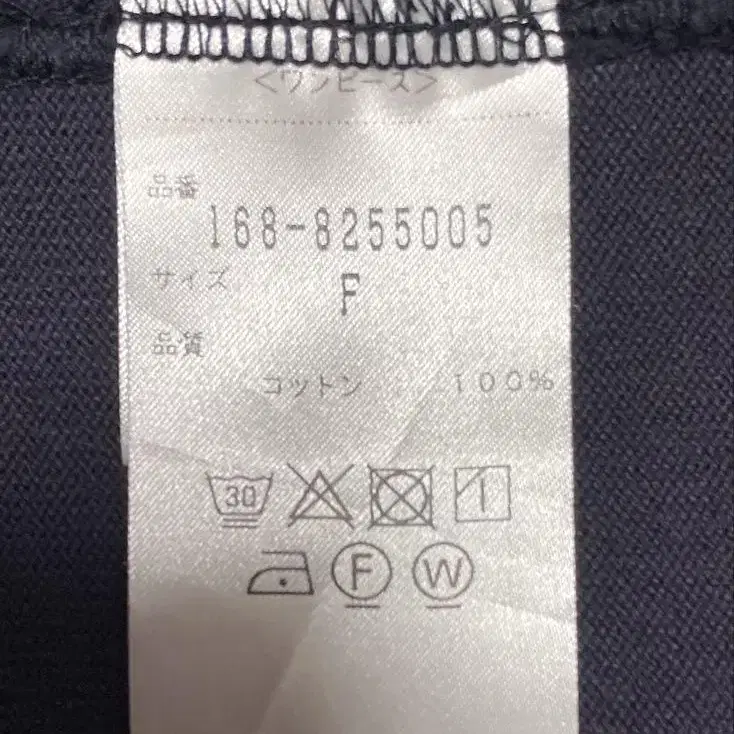 <ワンピース>
品番
168-8255005
サイズ
F
品質
コットン 100%
30
F W